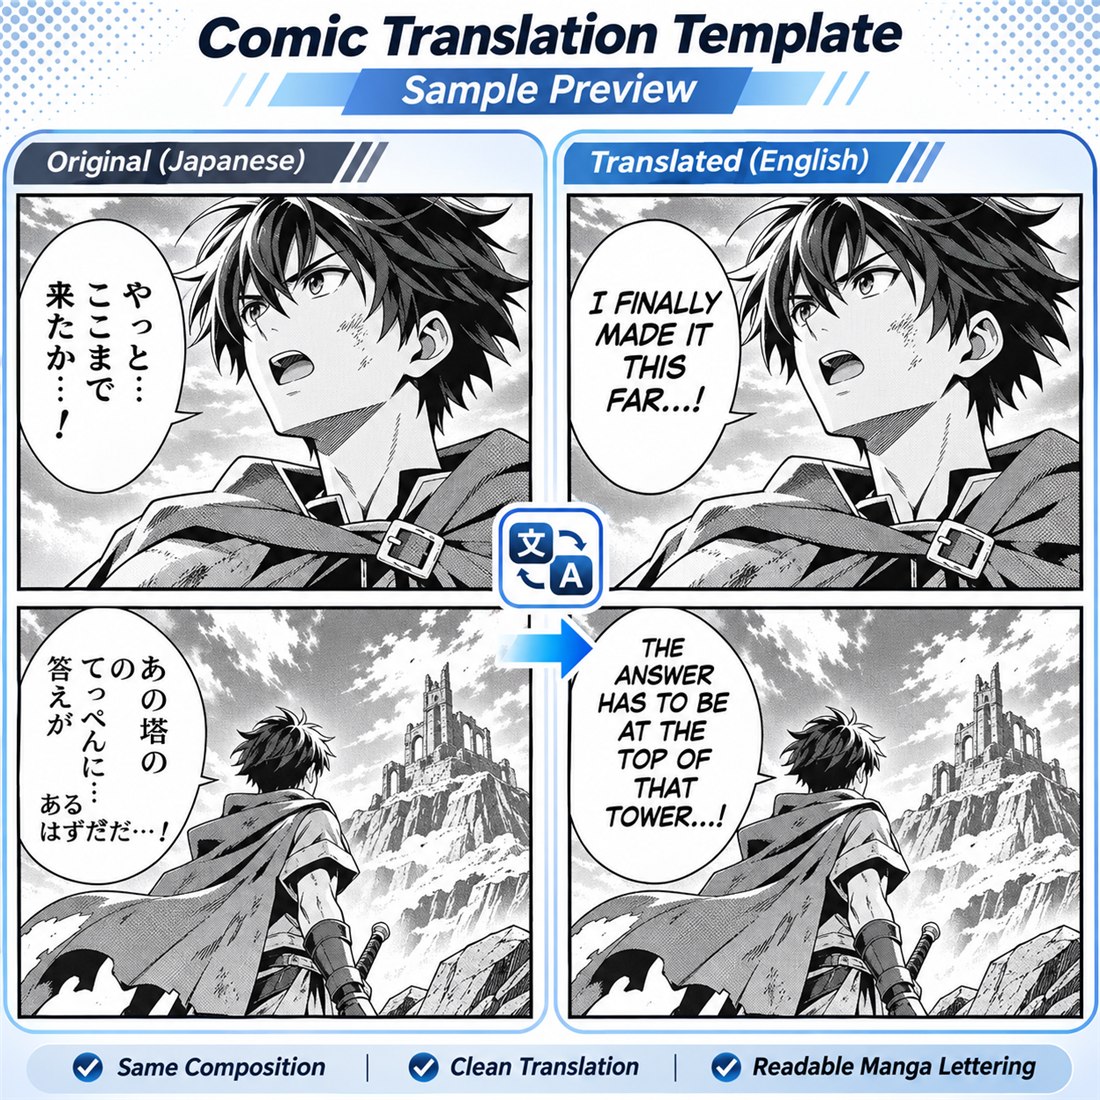 Comic Translation Template
Sample Preview
Original (Japanese)
やっと…
ここまで
来たか…！
あの塔の
の
てっぺんに…
答えが
ある
はずだだ…！
Translated (English)
I FINALLY
MADE IT
THIS
FAR...!
THE
ANSWER
HAS TO BE
AT THE
TOP OF
THAT
TOWER...!
文
A
Same Composition
Clean Translation
Readable Manga Lettering